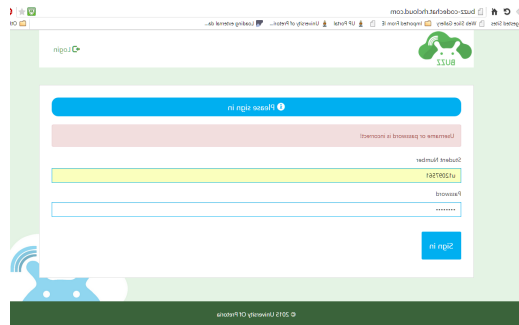 buzz-codechat.rhcloud.com
gested Sites Web Slice Gallery Imported From IE UP Portal University of Pretori... Loading external da...
BUZZ
Login
Please sign in
Username or password is incorrect!
Student Number
u12097561
Password
••••••••
Sign in
© 2015 University Of Pretoria